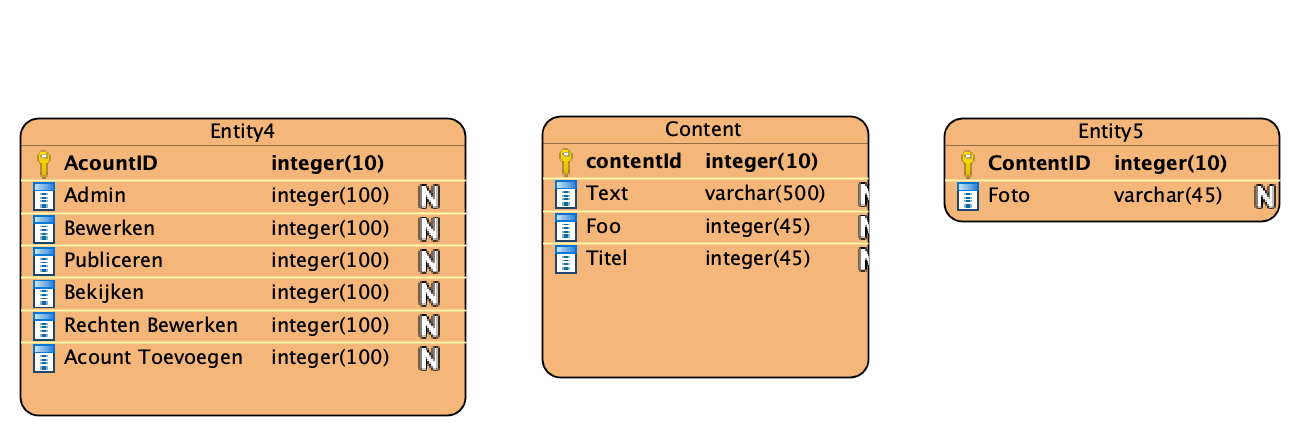 Entity4
AcountID integer(10)
Admin integer(100) N
Bewerken integer(100) N
Publiceren integer(100) N
Bekijken integer(100) N
Rechten Bewerken integer(100) N
Acount Toevoegen integer(100) N
Content
contentId integer(10)
Text varchar(500) N
Foo integer(45) N
Titel integer(45) N
Entity5
ContentID integer(10)
Foto varchar(45) N